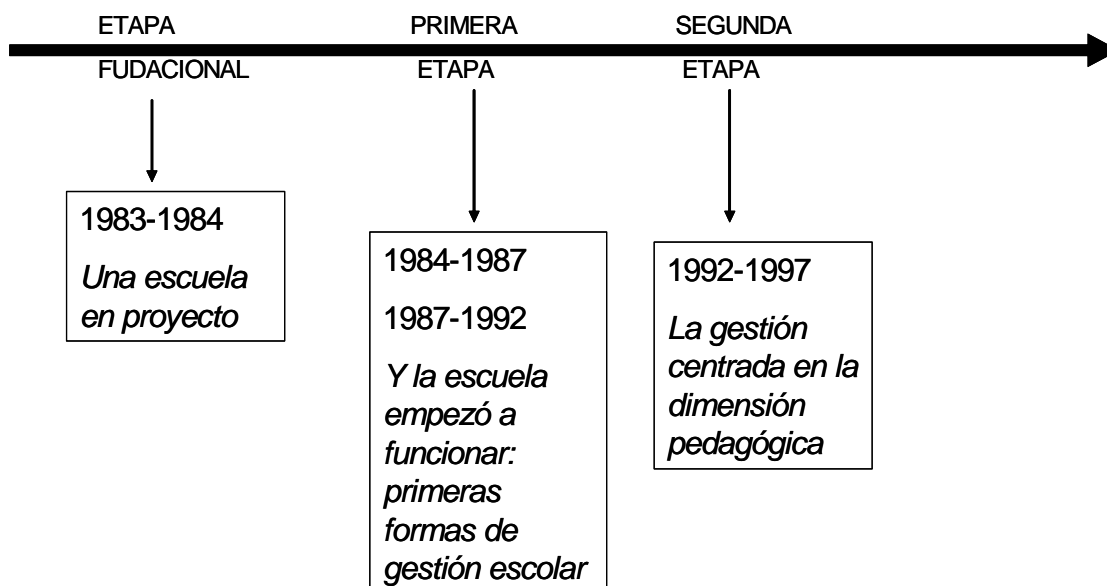 ETAPA
FUDACIONAL
PRIMERA
ETAPA
SEGUNDA
ETAPA
1983-1984
Una escuela
en proyecto
1984-1987
1987-1992
Y la escuela
empezó a
funcionar:
primeras
formas de
gestión escolar
1992-1997
La gestión
centrada en la
dimensión
pedagógica